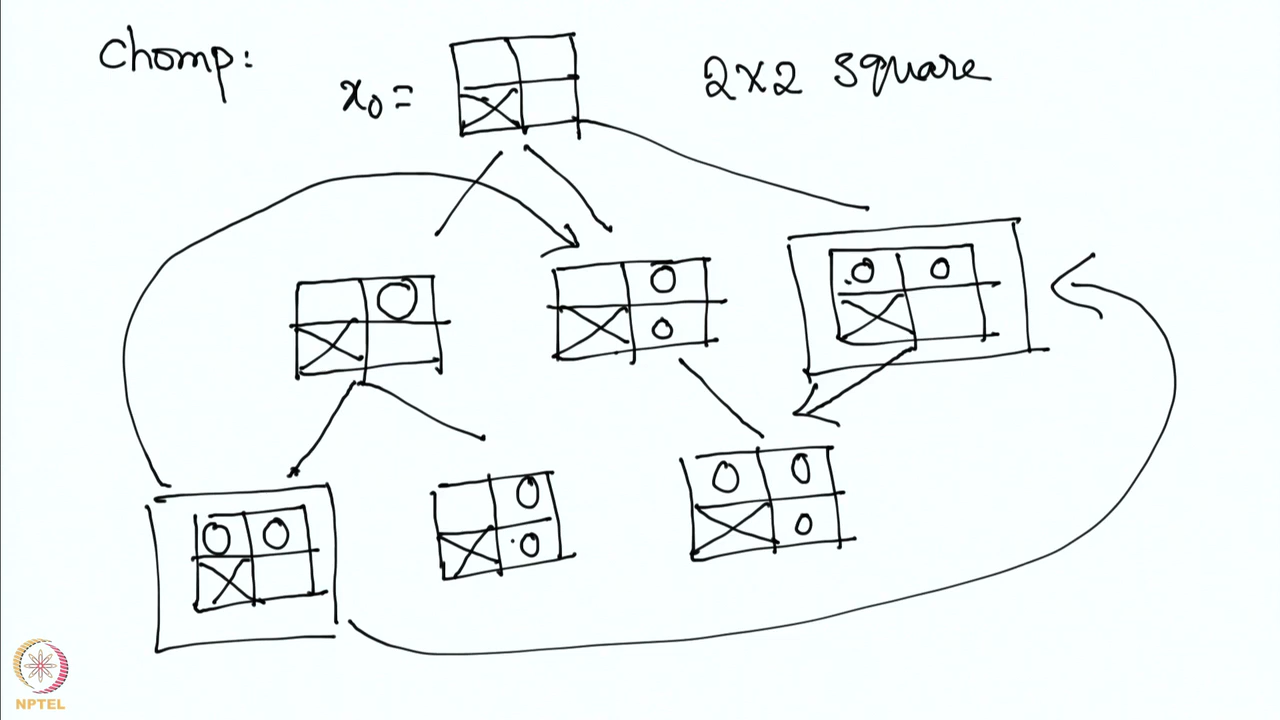 Chomp:
x₀ =
2x2 square
NPTEL